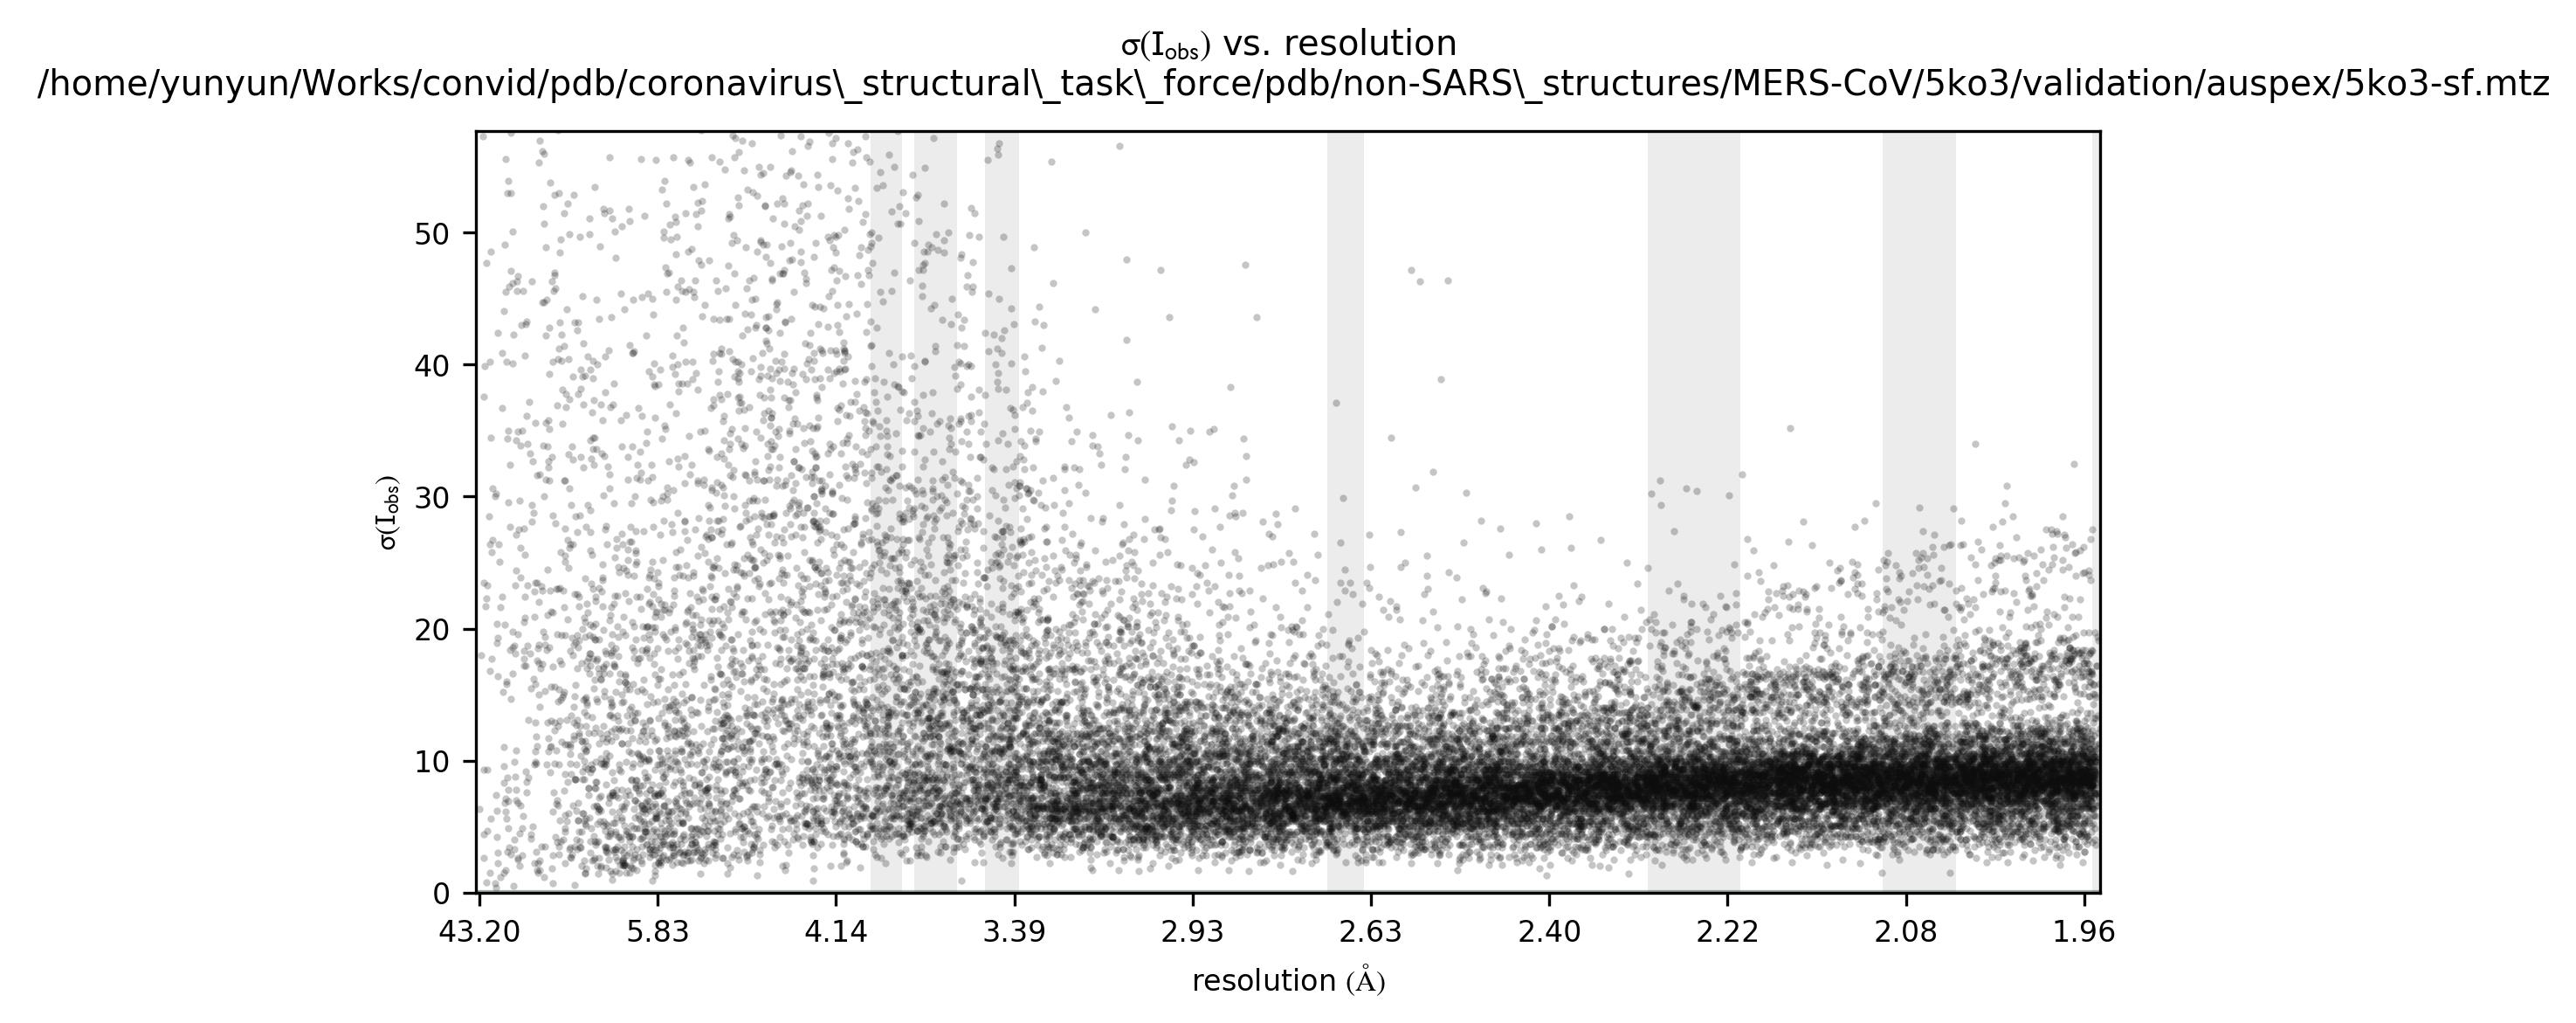 σ(Iobs) vs. resolution
/home/yunyun/Works/convid/pdb/coronavirus\_structural\_task\_force/pdb/non-SARS\_structures/MERS-CoV/5ko3/validation/auspex/5ko3-sf.mtz
σ(Iobs)
50
40
30
20
10
0
43.20 5.83 4.14 3.39 2.93 2.63 2.40 2.22 2.08 1.96
resolution (Å)